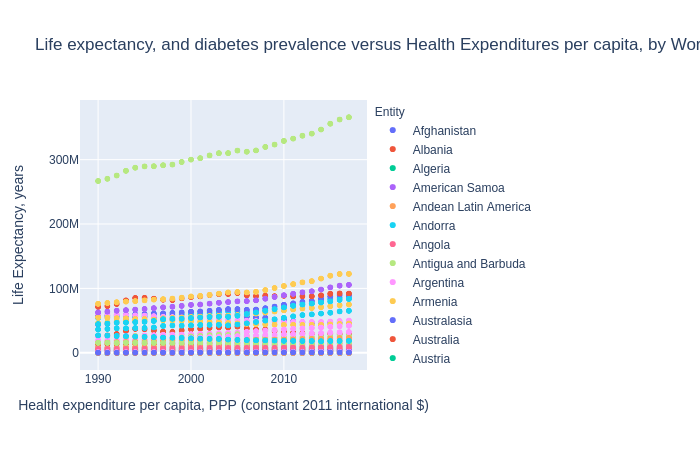 Life expectancy, and diabetes prevalence versus Health Expenditures per capita, by Wor
Entity
Afghanistan
Albania
Algeria
American Samoa
Andean Latin America
Andorra
Angola
Antigua and Barbuda
Argentina
Armenia
Australasia
Australia
Austria
Life Expectancy, years
300M
200M
100M
0
1990 2000 2010
Health expenditure per capita, PPP (constant 2011 international $)